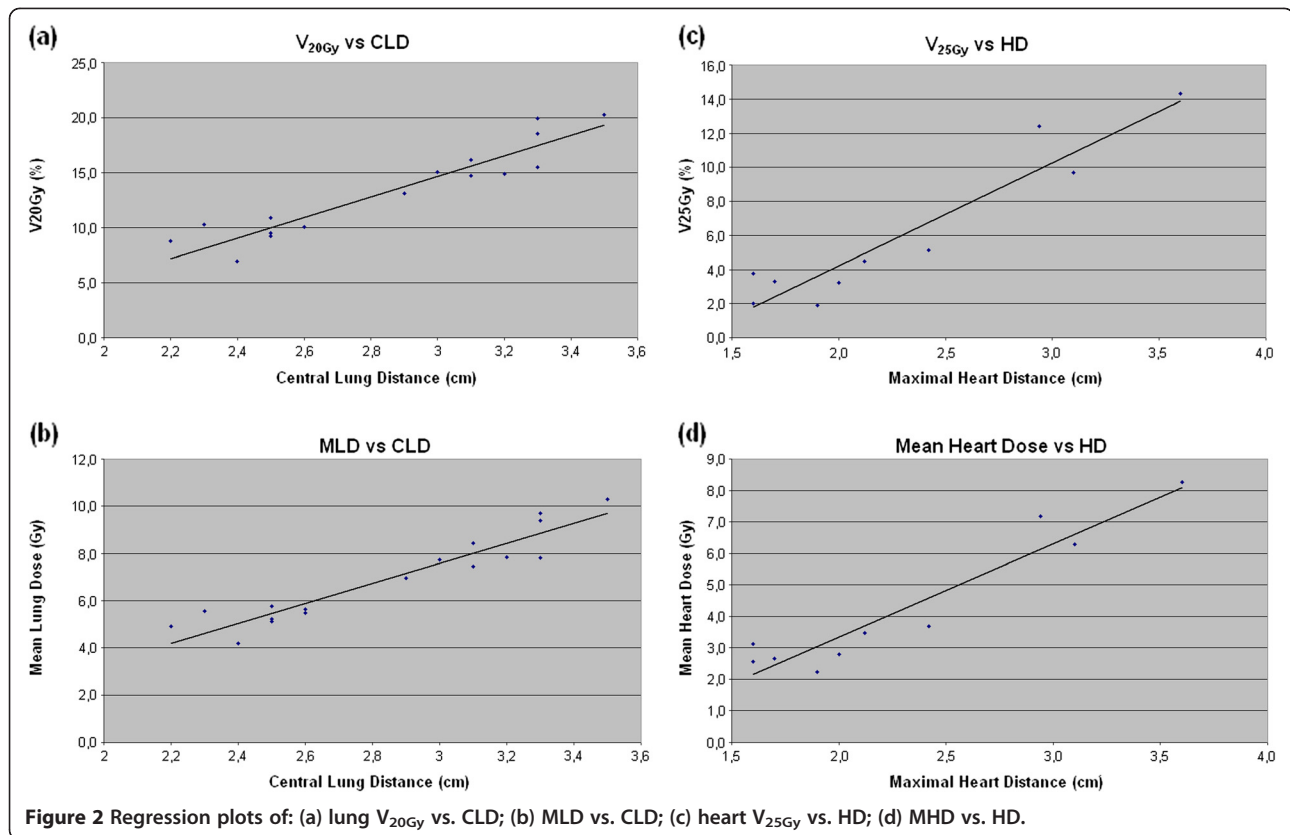 (a)
V20Gy vs CLD
25,0
20,0
15,0
10,0
5,0
0,0
V20Gy (%)
2 2,2 2,4 2,6 2,8 3 3,2 3,4 3,6
Central Lung Distance (cm)
(c)
V25Gy vs HD
16,0
14,0
12,0
10,0
8,0
6,0
4,0
2,0
0,0
V25Gy (%)
1,5 2,0 2,5 3,0 3,5 4,0
Maximal Heart Distance (cm)
(b)
MLD vs CLD
12,0
10,0
8,0
6,0
4,0
2,0
0,0
Mean Lung Dose (Gy)
2 2,2 2,4 2,6 2,8 3 3,2 3,4 3,6
Central Lung Distance (cm)
(d)
Mean Heart Dose vs HD
9,0
8,0
7,0
6,0
5,0
4,0
3,0
2,0
1,0
0,0
Mean Heart Dose (Gy)
1,5 2,0 2,5 3,0 3,5 4,0
Maximal Heart Distance (cm)
Figure 2 Regression plots of: (a) lung V20Gy vs. CLD; (b) MLD vs. CLD; (c) heart V25Gy vs. HD; (d) MHD vs. HD.